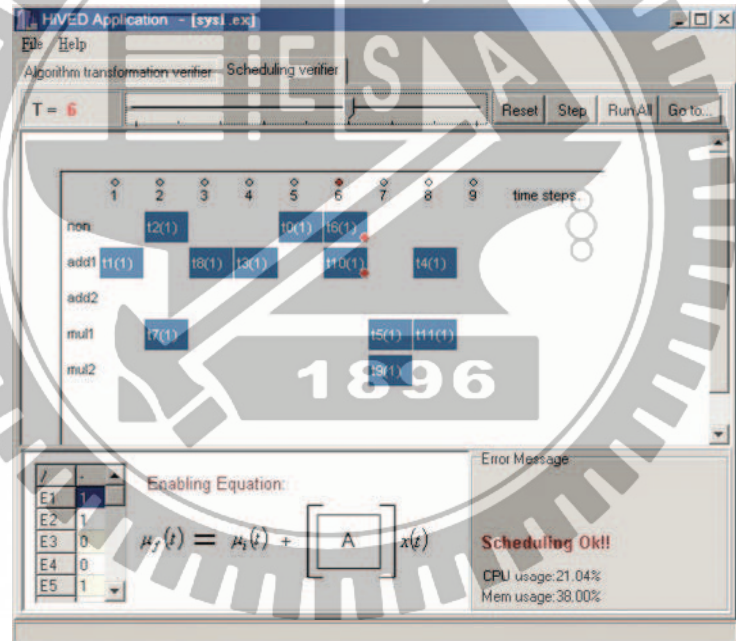 HiVED Application - [sys1.ex]
File Help
Algorithm transformation verifier Scheduling verifier
T = 6 Reset Step Run All Go to...
1 2 3 4 5 6 7 8 9 time steps
non t2(1) t0(1) t6(1)
add1 t1(1) t8(1) t3(1) t10(1) t4(1)
add2
mul1 t7(1) t5(1) t11(1)
mul2 t9(1)
1896
/ .
E1 1
E2 1
E3 0
E4 0
E5 1
Enabling Equation:
μf(t) = μi(t) + [ A ] x(t)
Error Message
Scheduling Ok!!
CPU usage:21.04%
Mem usage:38.00%
ESA